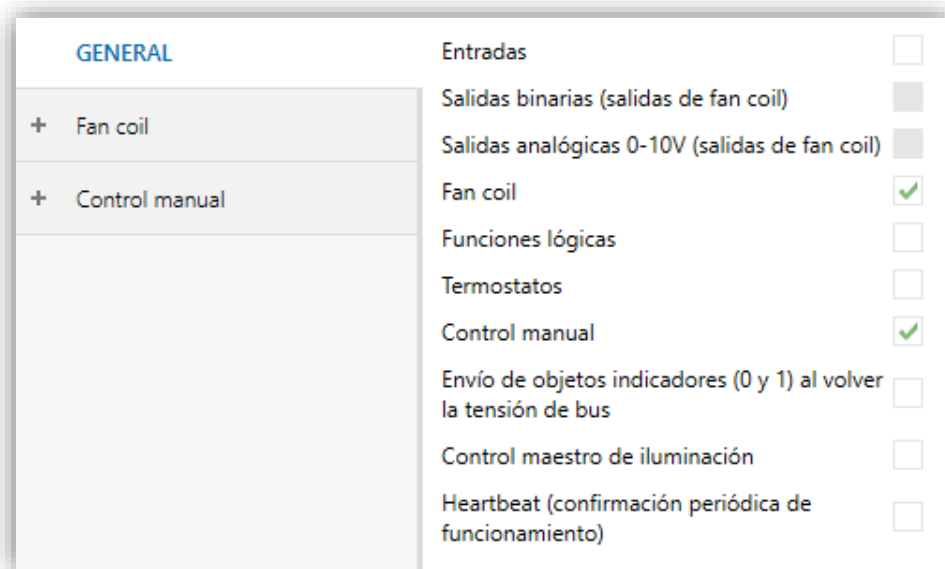 GENERAL
+ Fan coil
+ Control manual
Entradas
Salidas binarias (salidas de fan coil)
Salidas analógicas 0-10V (salidas de fan coil)
Fan coil
Funciones lógicas
Termostatos
Control manual
Envío de objetos indicadores (0 y 1) al volver
la tensión de bus
Control maestro de iluminación
Heartbeat (confirmación periódica de
funcionamiento)